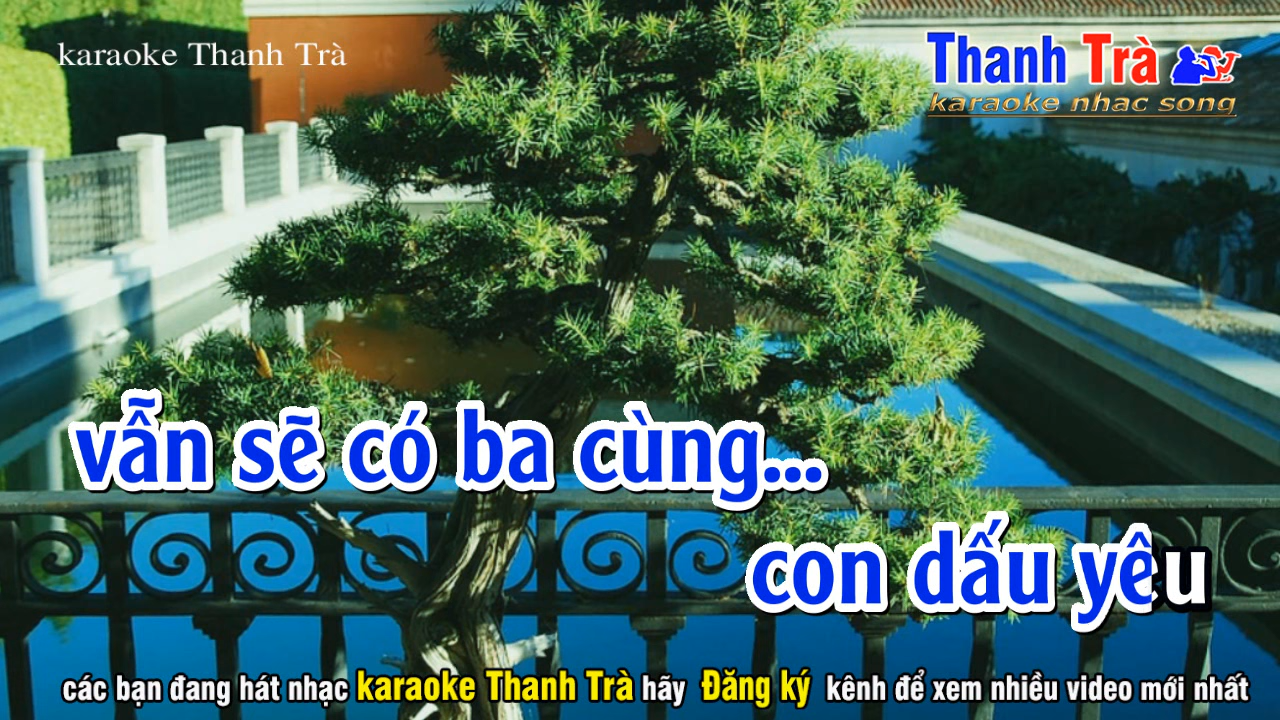 karaoke Thanh Trà
Thanh Trà
karaoke nhac song
vẫn sẽ có ba cùng...
con dấu yêu
các bạn đang hát nhạc karaoke Thanh Trà hãy Đăng ký kênh để xem nhiều video mới nhất